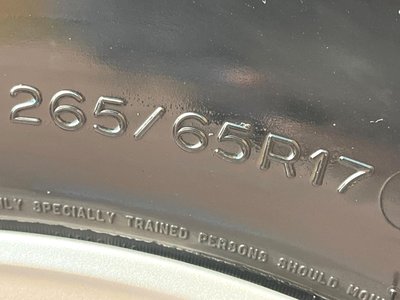 265/65R17
SPECIALLY TRAINED PERSONS SHOULD